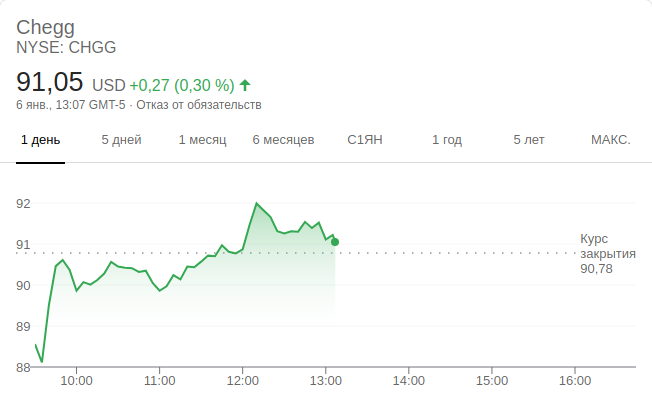 Chegg
NYSE: CHGG
91,05 USD +0,27 (0,30 %)
6 янв., 13:07 GMT-5 · Отказ от обязательств
1 день 5 дней 1 месяц 6 месяцев С1ЯН 1 год 5 лет МАКС.
92
91
90
89
88
Курс
закрытия
90,78
10:00 11:00 12:00 13:00 14:00 15:00 16:00